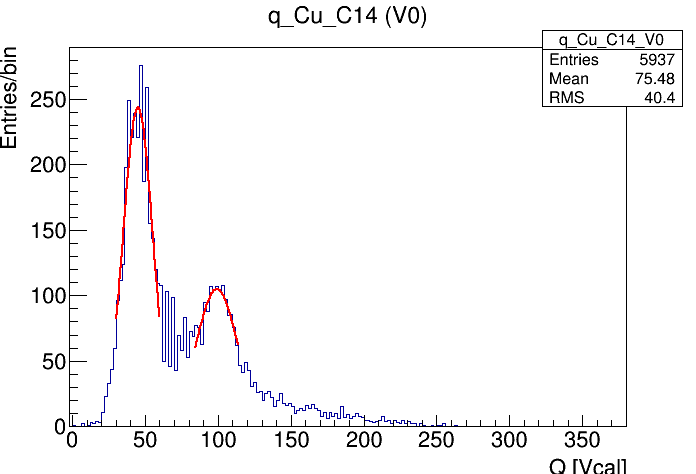 q_Cu_C14 (V0)
q_Cu_C14_V0
Entries 5937
Mean 75.48
RMS 40.4
Entries/bin
250
200
150
100
50
0
0 50 100 150 200 250 300 350
Q [Vcal]